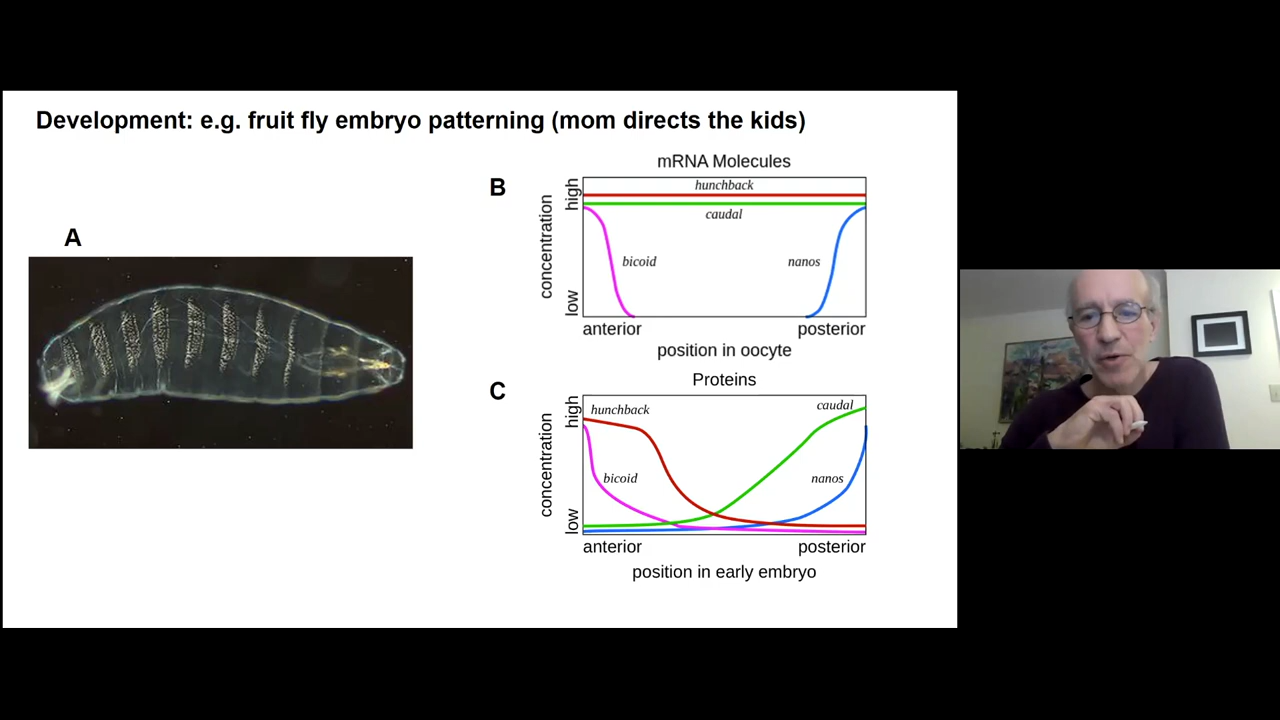 Development: e.g. fruit fly embryo patterning (mom directs the kids)
A
B
mRNA Molecules
concentration
high
low
hunchback
caudal
bicoid
nanos
anterior
posterior
position in oocyte
C
Proteins
concentration
high
low
hunchback
caudal
bicoid
nanos
anterior
posterior
position in early embryo